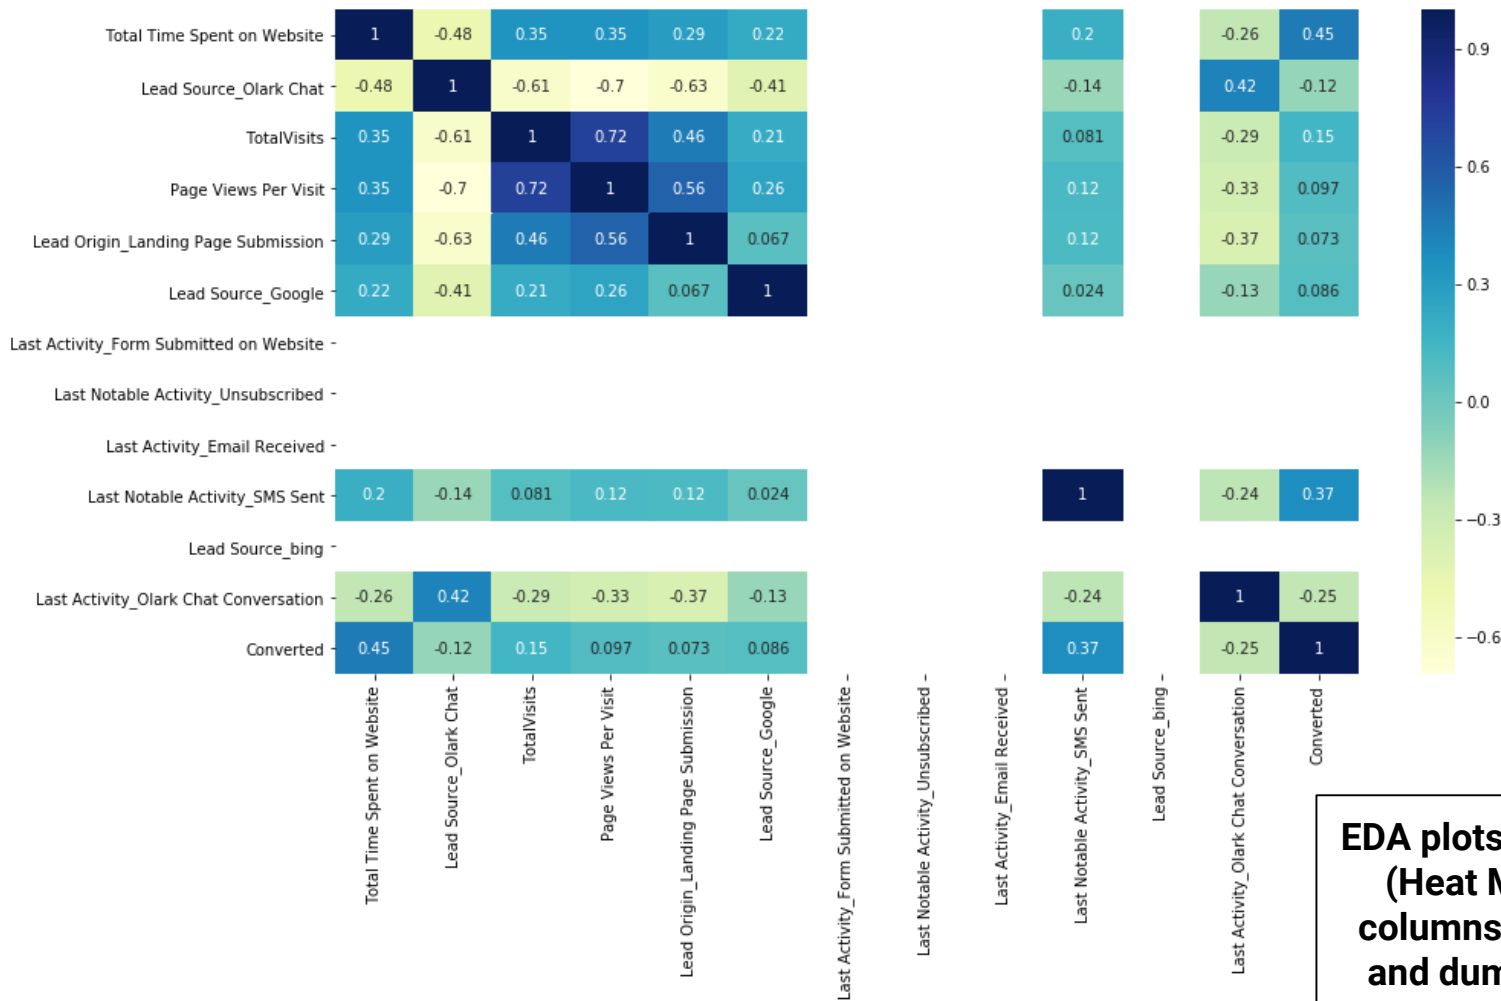 Total Time Spent on Website 1 -0.48 0.35 0.35 0.29 0.22 0.2 -0.26 0.45
Lead Source_Olark Chat -0.48 1 -0.61 -0.7 -0.63 -0.41 -0.14 0.42 -0.12
TotalVisits 0.35 -0.61 1 0.72 0.46 0.21 0.081 -0.29 0.15
Page Views Per Visit 0.35 -0.7 0.72 1 0.56 0.26 0.12 -0.33 0.097
Lead Origin_Landing Page Submission 0.29 -0.63 0.46 0.56 1 0.067 0.12 -0.37 0.073
Lead Source_Google 0.22 -0.41 0.21 0.26 0.067 1 0.024 -0.13 0.086
Last Activity_Form Submitted on Website
Last Notable Activity_Unsubscribed
Last Activity_Email Received
Last Notable Activity_SMS Sent 0.2 -0.14 0.081 0.12 0.12 0.024 1 -0.24 0.37
Lead Source_bing
Last Activity_Olark Chat Conversation -0.26 0.42 -0.29 -0.33 -0.37 -0.13 -0.24 1 -0.25
Converted 0.45 -0.12 0.15 0.097 0.073 0.086 0.37 -0.25 1
Total Time Spent on Website
Lead Source_Olark Chat
TotalVisits
Page Views Per Visit
Lead Origin_Landing Page Submission
Lead Source_Google
Last Activity_Form Submitted on Website
Last Notable Activity_Unsubscribed
Last Activity_Email Received
Last Notable Activity_SMS Sent
Lead Source_bing
Last Activity_Olark Chat Conversation
Converted
0.9
0.6
0.3
0.0
-0.3
-0.6
EDA plots
(Heat
columns
and